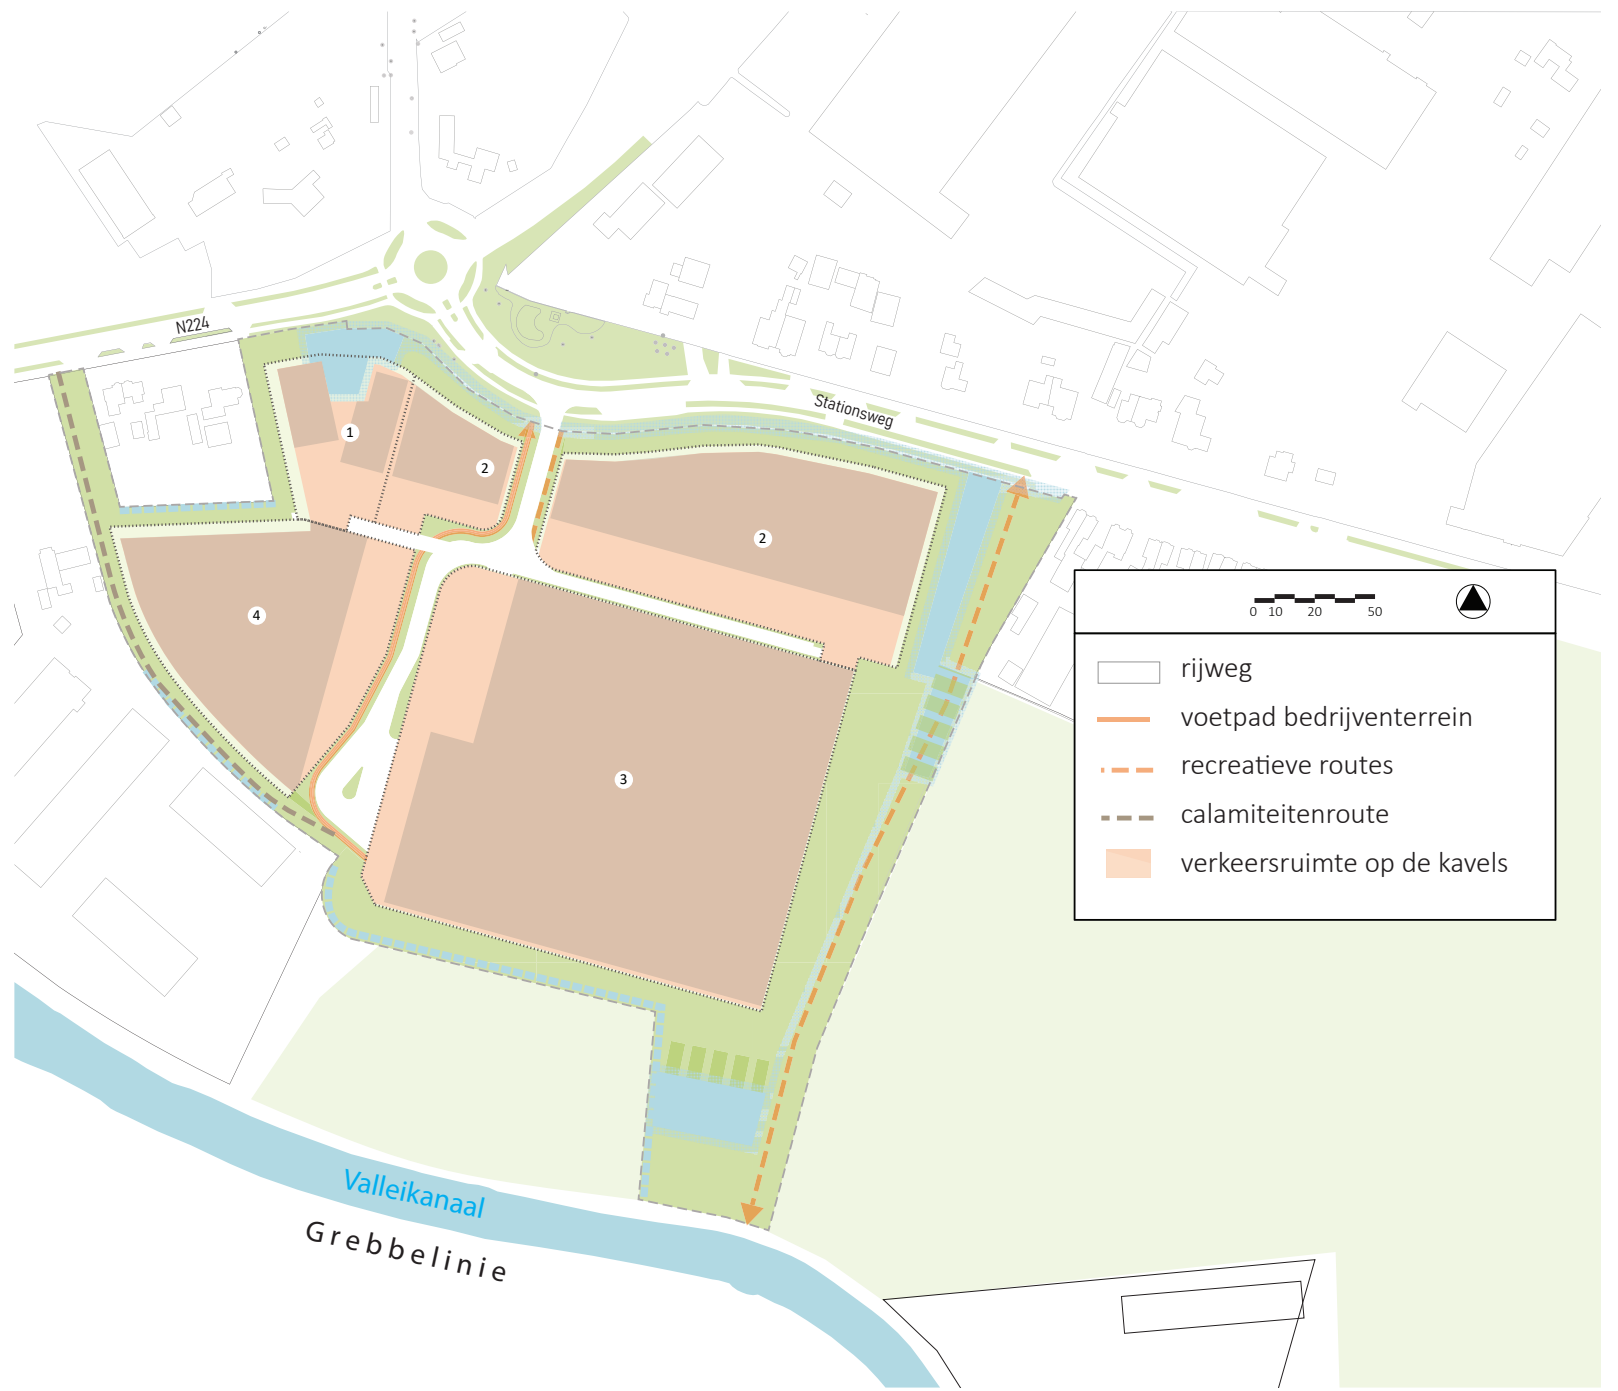 N224
Stationsweg
1
2
2
4
3
0 10 20 50
rijweg
voetpad bedrijventerrein
recreatieve routes
calamiteitenroute
verkeersruimte op de kavels
Valleikanaal
Grebbelinie